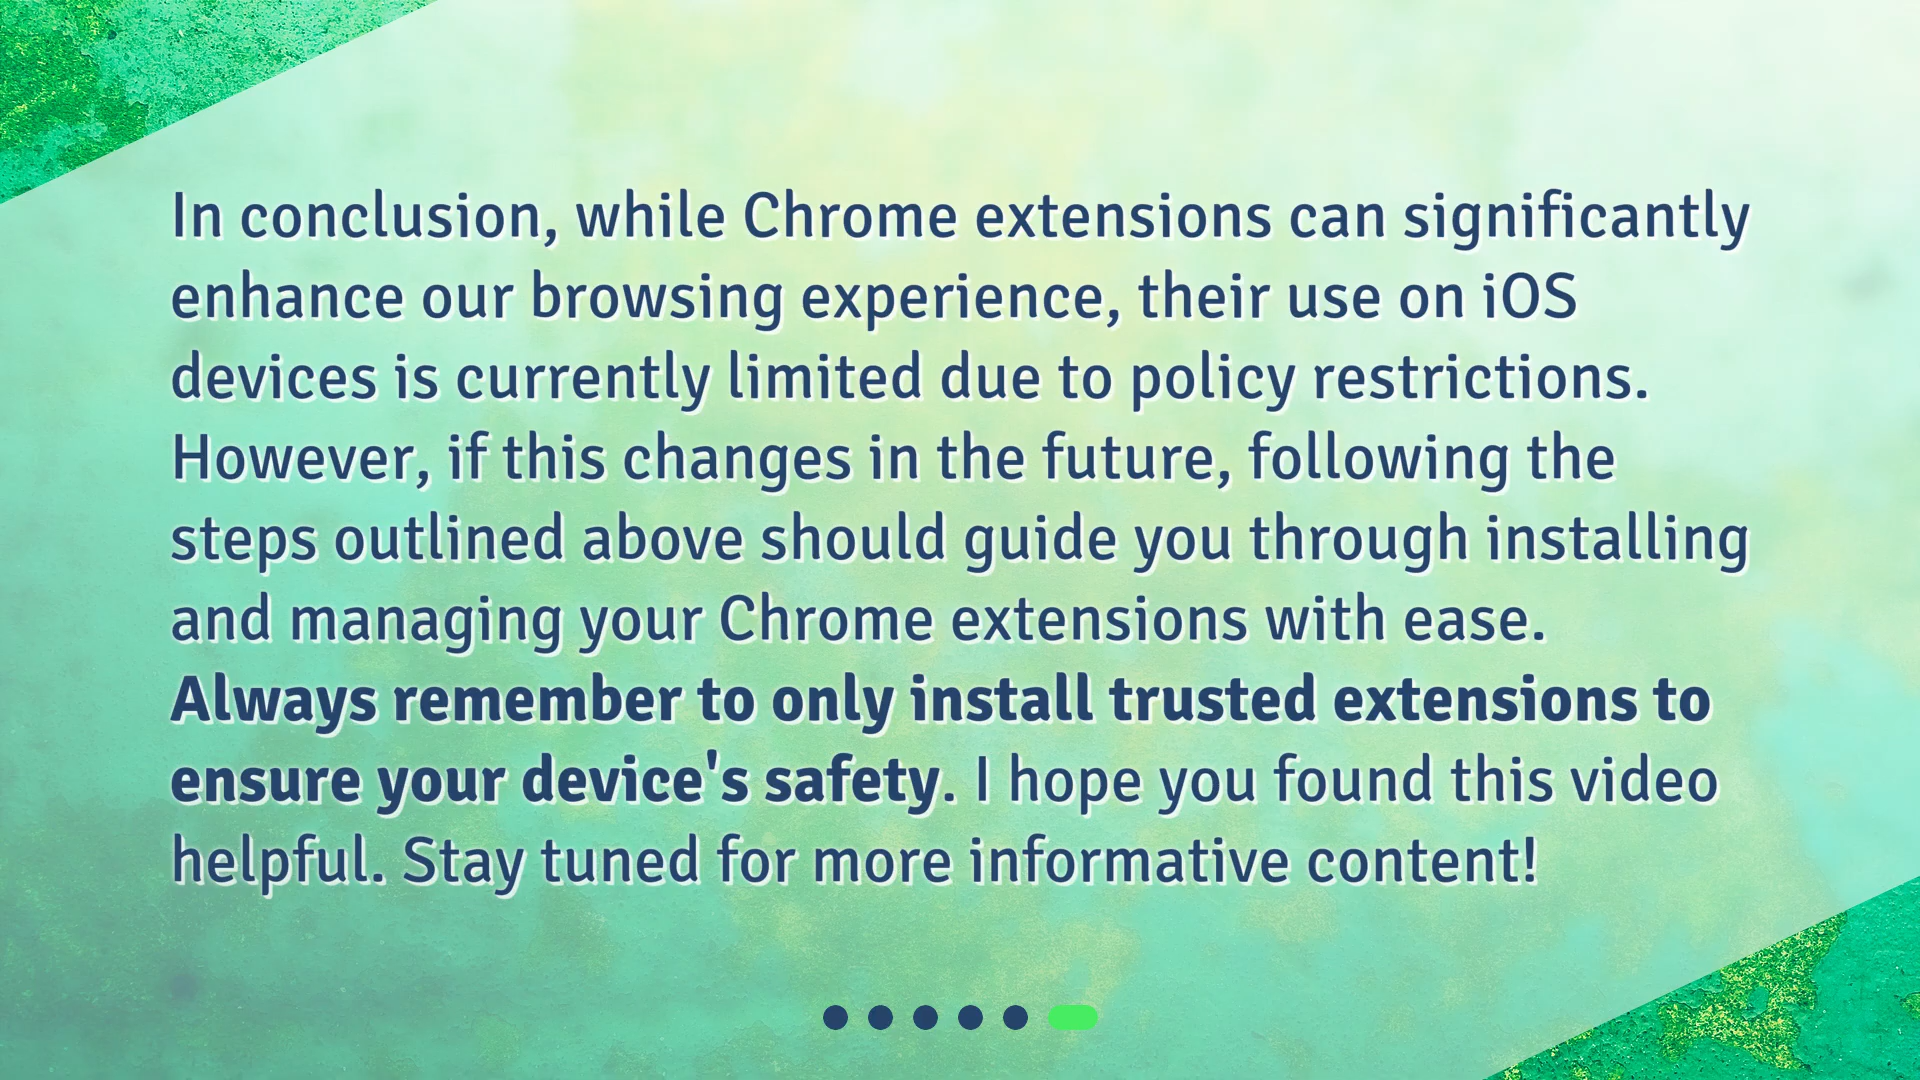 In conclusion, while Chrome extensions can significantly
enhance our browsing experience, their use on iOS
devices is currently limited due to policy restrictions.
However, if this changes in the future, following the
steps outlined above should guide you through installing
and managing your Chrome extensions with ease.
Always remember to only install trusted extensions to
ensure your device's safety. I hope you found this video
helpful. Stay tuned for more informative content!